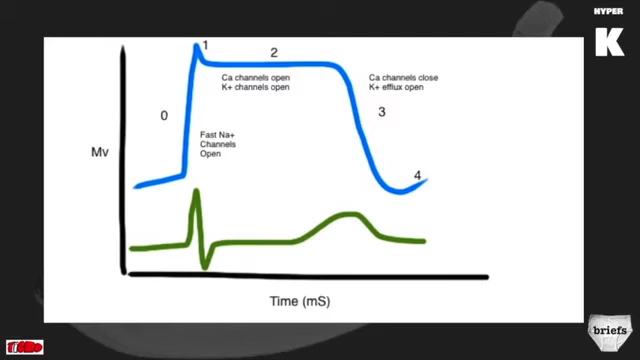 HYPER
K
1
2
Ca channels open
K+ channels open
Ca channels close
K+ efflux open
0
3
Fast Na+
Channels
Open
Mv
4
Time (mS)
briefs